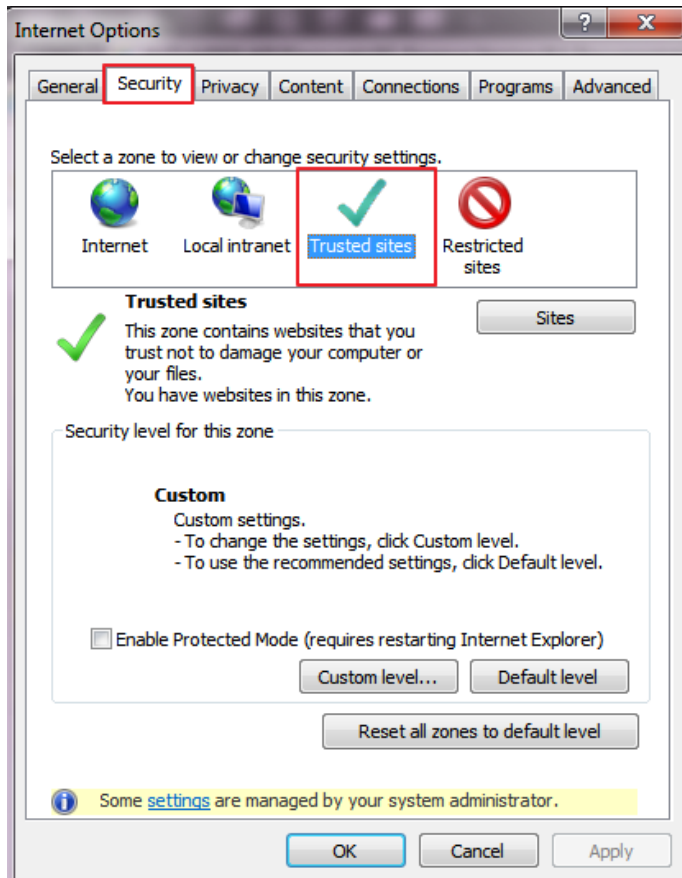 Internet Options
?
X
General Security Privacy Content Connections Programs Advanced
Select a zone to view or change security settings.
Internet Local intranet Trusted sites Restricted
sites
Trusted sites
Sites
This zone contains websites that you
trust not to damage your computer or
your files.
You have websites in this zone.
Security level for this zone
Custom
Custom settings.
- To change the settings, click Custom level.
- To use the recommended settings, click Default level.
Enable Protected Mode (requires restarting Internet Explorer)
Custom level... Default level
Reset all zones to default level
Some settings are managed by your system administrator.
OK Cancel Apply